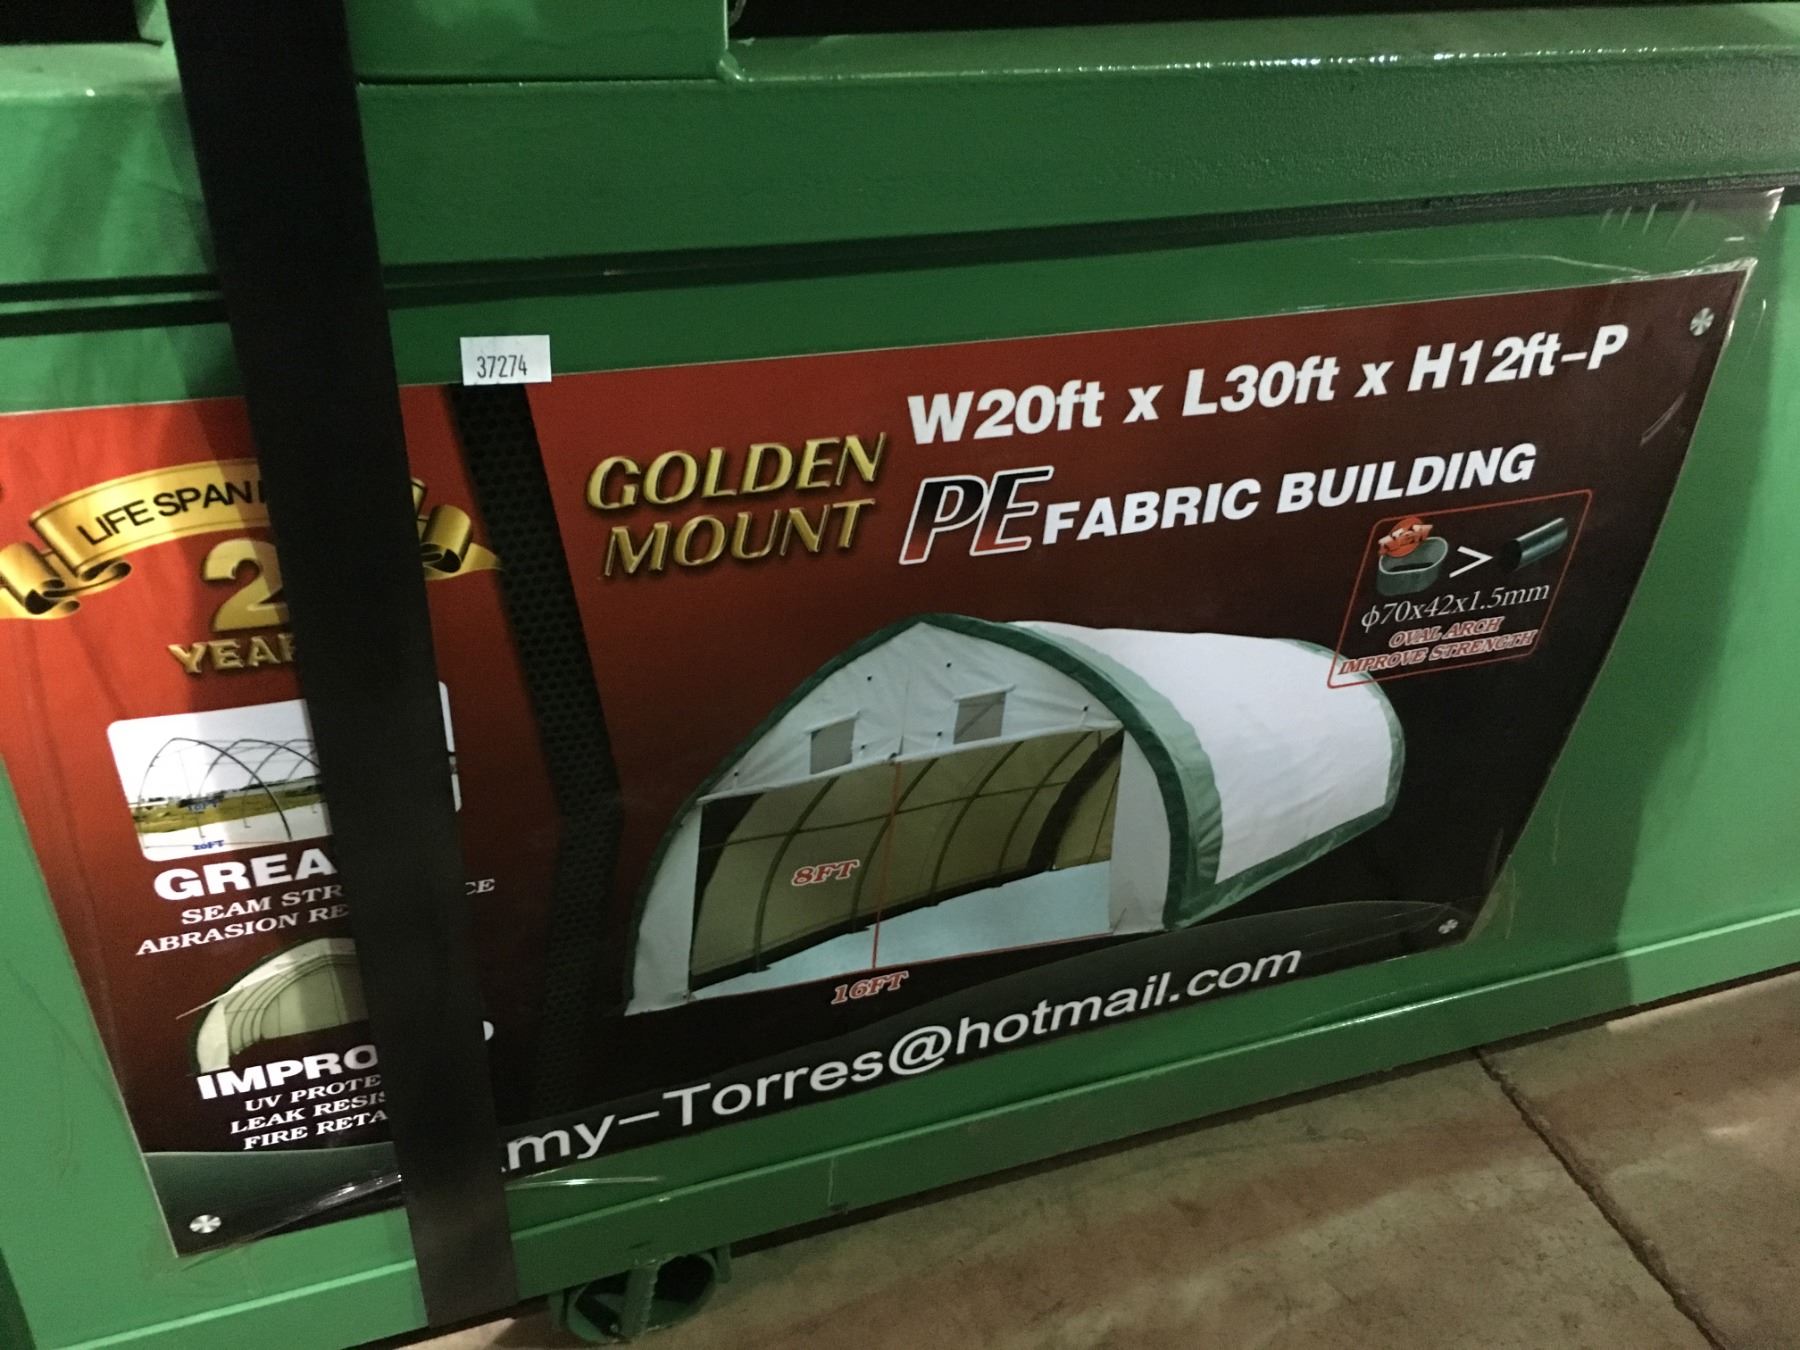 37274
W20ft x L30ft x H12ft-P
GOLDEN
MOUNT
PE FABRIC BUILDING
NEW
>
ϕ70x42x1.5mm
OVAL ARCH
IMPROVE STRENGTH
8FT
16FT
my-Torres@hotmail.com
LIFE SPAN
2
YEA
20FT
GREA
SEAM STR CE
ABRASION RE
IMPRO
UV PROTE
LEAK RESIS
FIRE RETA